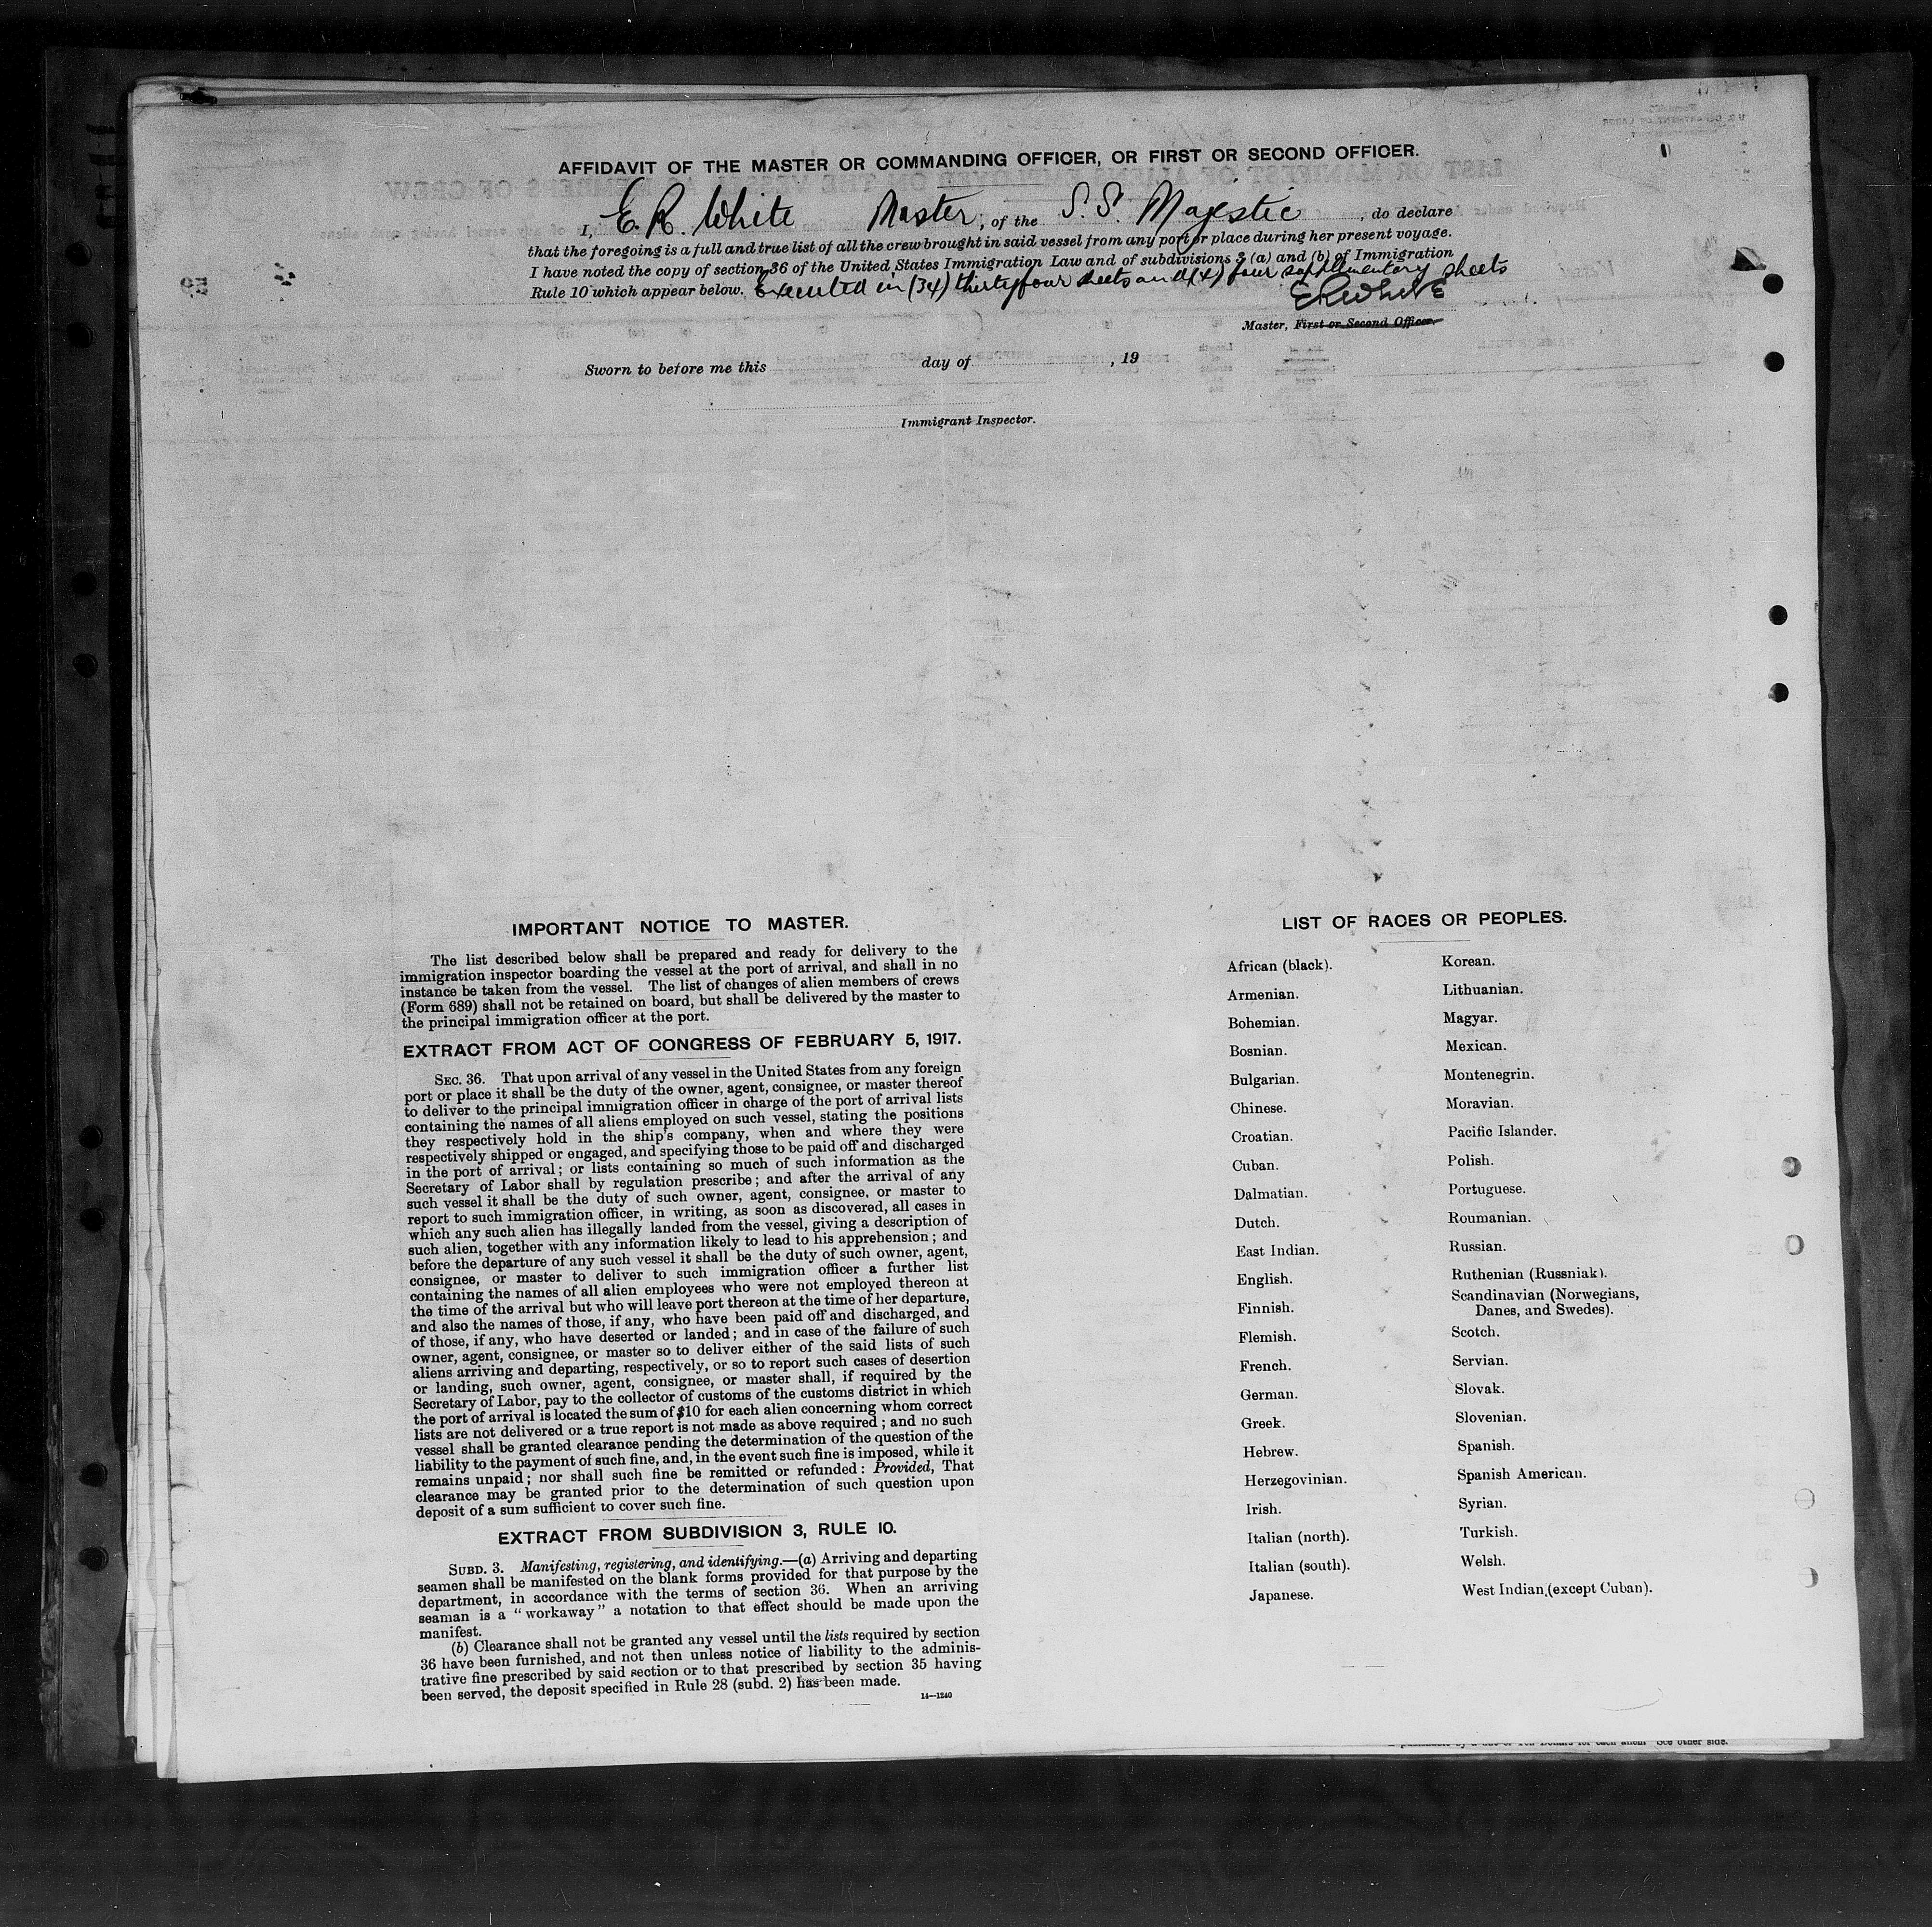 AFFIDAVIT OF THE MASTER OR COMMANDING OFFICER, OR FIRST OR SECOND OFFICER.
I, E. R. White Master, of the S. S. Majestic, do declare
that the foregoing is a full and true list of all the crew brought in said vessel from any port or place during her present voyage.
I have noted the copy of section 36 of the United States Immigration Law and of subdivisions 3 (a) and (b) of Immigration
Rule 10 which appear below. Executed in (34) thirtyfour sheets and (4) four supplimentary sheets
E R White
Master, First or Second Officer.
Sworn to before me this day of , 19
Immigrant Inspector.
IMPORTANT NOTICE TO MASTER.
The list described below shall be prepared and ready for delivery to the
immigration inspector boarding the vessel at the port of arrival, and shall in no
instance be taken from the vessel. The list of changes of alien members of crews
(Form 689) shall not be retained on board, but shall be delivered by the master to
the principal immigration officer at the port.
EXTRACT FROM ACT OF CONGRESS OF FEBRUARY 5, 1917.
SEC. 36. That upon arrival of any vessel in the United States from any foreign
port or place it shall be the duty of the owner, agent, consignee, or master thereof
to deliver to the principal immigration officer in charge of the port of arrival lists
containing the names of all aliens employed on such vessel, stating the positions
they respectively hold in the ship's company, when and where they were
respectively shipped or engaged, and specifying those to be paid off and discharged
in the port of arrival; or lists containing so much of such information as the
Secretary of Labor shall by regulation prescribe; and after the arrival of any
such vessel it shall be the duty of such owner, agent, consignee, or master to
report to such immigration officer, in writing, as soon as discovered, all cases in
which any such alien has illegally landed from the vessel, giving a description of
such alien, together with any information likely to lead to his apprehension; and
before the departure of any such vessel it shall be the duty of such owner, agent,
consignee, or master to deliver to such immigration officer a further list
containing the names of all alien employees who were not employed thereon at
the time of the arrival but who will leave port thereon at the time of her departure,
and also the names of those, if any, who have been paid off and discharged, and
of those, if any, who have deserted or landed; and in case of the failure of such
owner, agent, consignee, or master so to deliver either of the said lists of such
aliens arriving and departing, respectively, or so to report such cases of desertion
or landing, such owner, agent, consignee, or master shall, if required by the
Secretary of Labor, pay to the collector of customs of the customs district in which
the port of arrival is located the sum of $10 for each alien concerning whom correct
lists are not delivered or a true report is not made as above required; and no such
vessel shall be granted clearance pending the determination of the question of the
liability to the payment of such fine, and, in the event such fine is imposed, while it
remains unpaid; nor shall such fine be remitted or refunded: Provided, That
clearance may be granted prior to the determination of such question upon
deposit of a sum sufficient to cover such fine.
EXTRACT FROM SUBDIVISION 3, RULE 10.
SUBD. 3. Manifesting, registering, and identifying.—(a) Arriving and departing
seamen shall be manifested on the blank forms provided for that purpose by the
department, in accordance with the terms of section 36. When an arriving
seaman is a "workaway" a notation to that effect should be made upon the
manifest.
(b) Clearance shall not be granted any vessel until the lists required by section
36 have been furnished, and not then unless notice of liability to the adminis-
trative fine prescribed by said section or to that prescribed by section 35 having
been served, the deposit specified in Rule 28 (subd. 2) has been made.
14—1240
LIST OF RACES OR PEOPLES.
African (black).
Armenian.
Bohemian.
Bosnian.
Bulgarian.
Chinese.
Croatian.
Cuban.
Dalmatian.
Dutch.
East Indian.
English.
Finnish.
Flemish.
French.
German.
Greek.
Hebrew.
Herzegovinian.
Irish.
Italian (north).
Italian (south).
Japanese.
Korean.
Lithuanian.
Magyar.
Mexican.
Montenegrin.
Moravian.
Pacific Islander.
Polish.
Portuguese.
Roumanian.
Russian.
Ruthenian (Russniak).
Scandinavian (Norwegians,
Danes, and Swedes).
Scotch.
Servian.
Slovak.
Slovenian.
Spanish.
Spanish American.
Syrian.
Turkish.
Welsh.
West Indian (except Cuban).
See other side.